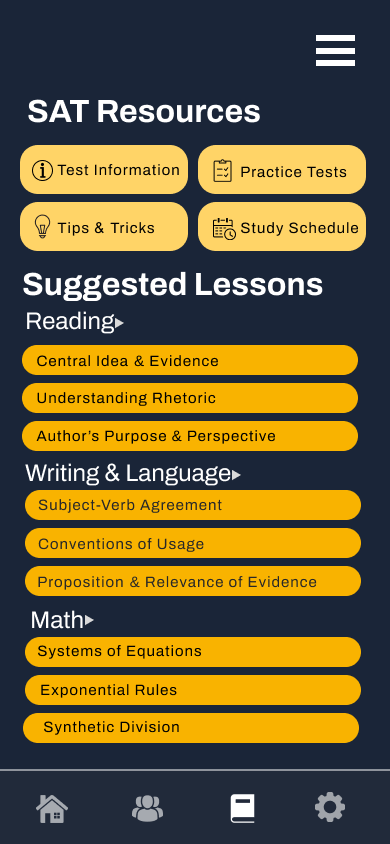 SAT Resources
Test Information
Practice Tests
Tips & Tricks
Study Schedule
Suggested Lessons
Reading
Central Idea & Evidence
Understanding Rhetoric
Author's Purpose & Perspective
Writing & Language
Subject-Verb Agreement
Conventions of Usage
Proposition & Relevance of Evidence
Math
Systems of Equations
Exponential Rules
Synthetic Division